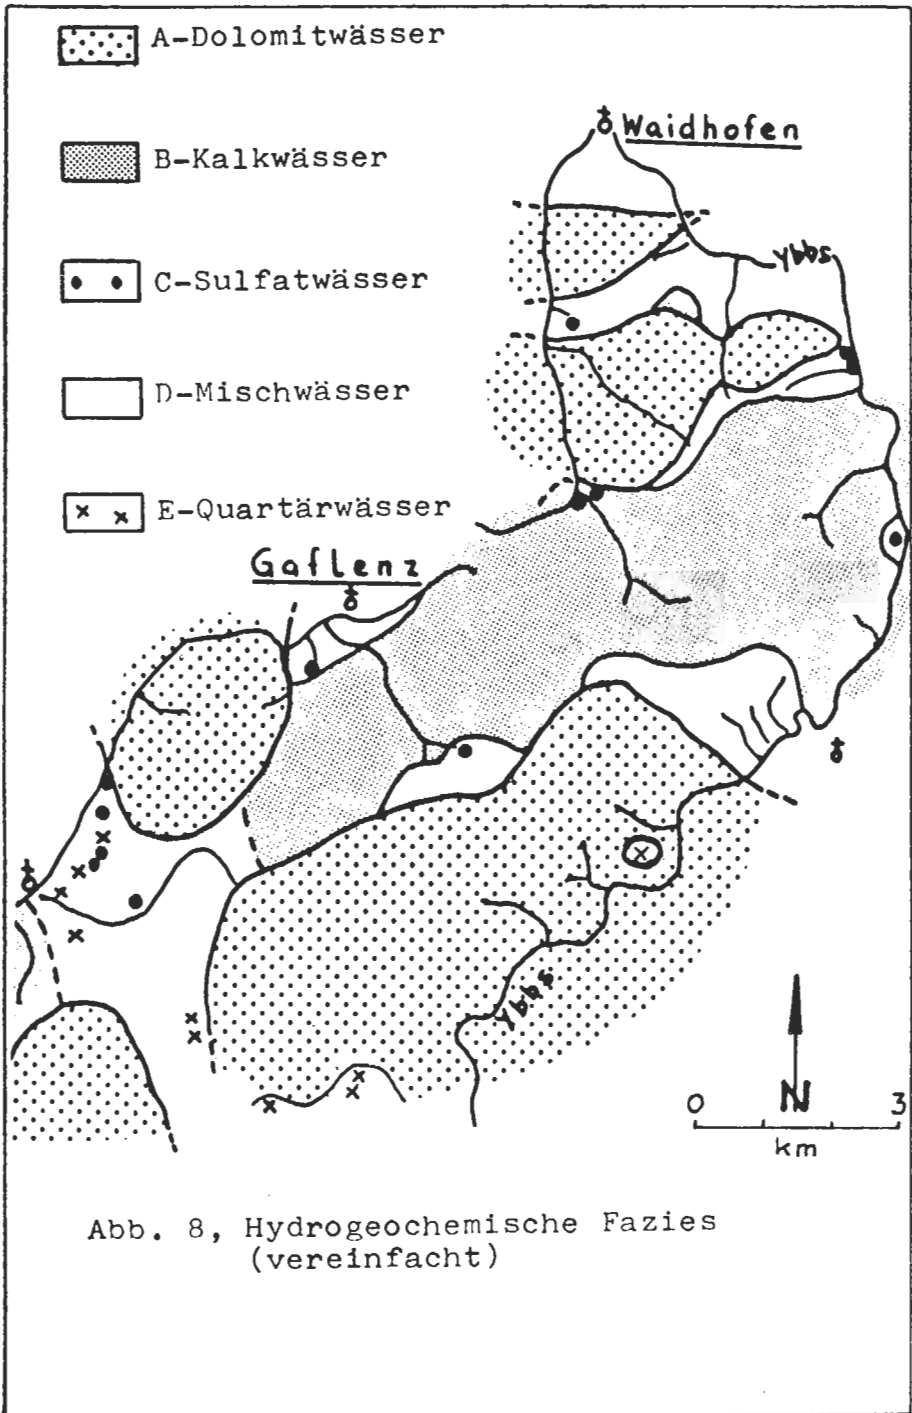 A-Dolomitwässer
Waidhofen
B-Kalkwässer
Ybbs
C-Sulfatwässer
D-Mischwässer
E-Quartärwässer
Gaflenz
Ybbs
N
0 3
km
Abb. 8, Hydrogeochemische Fazies
(vereinfacht)